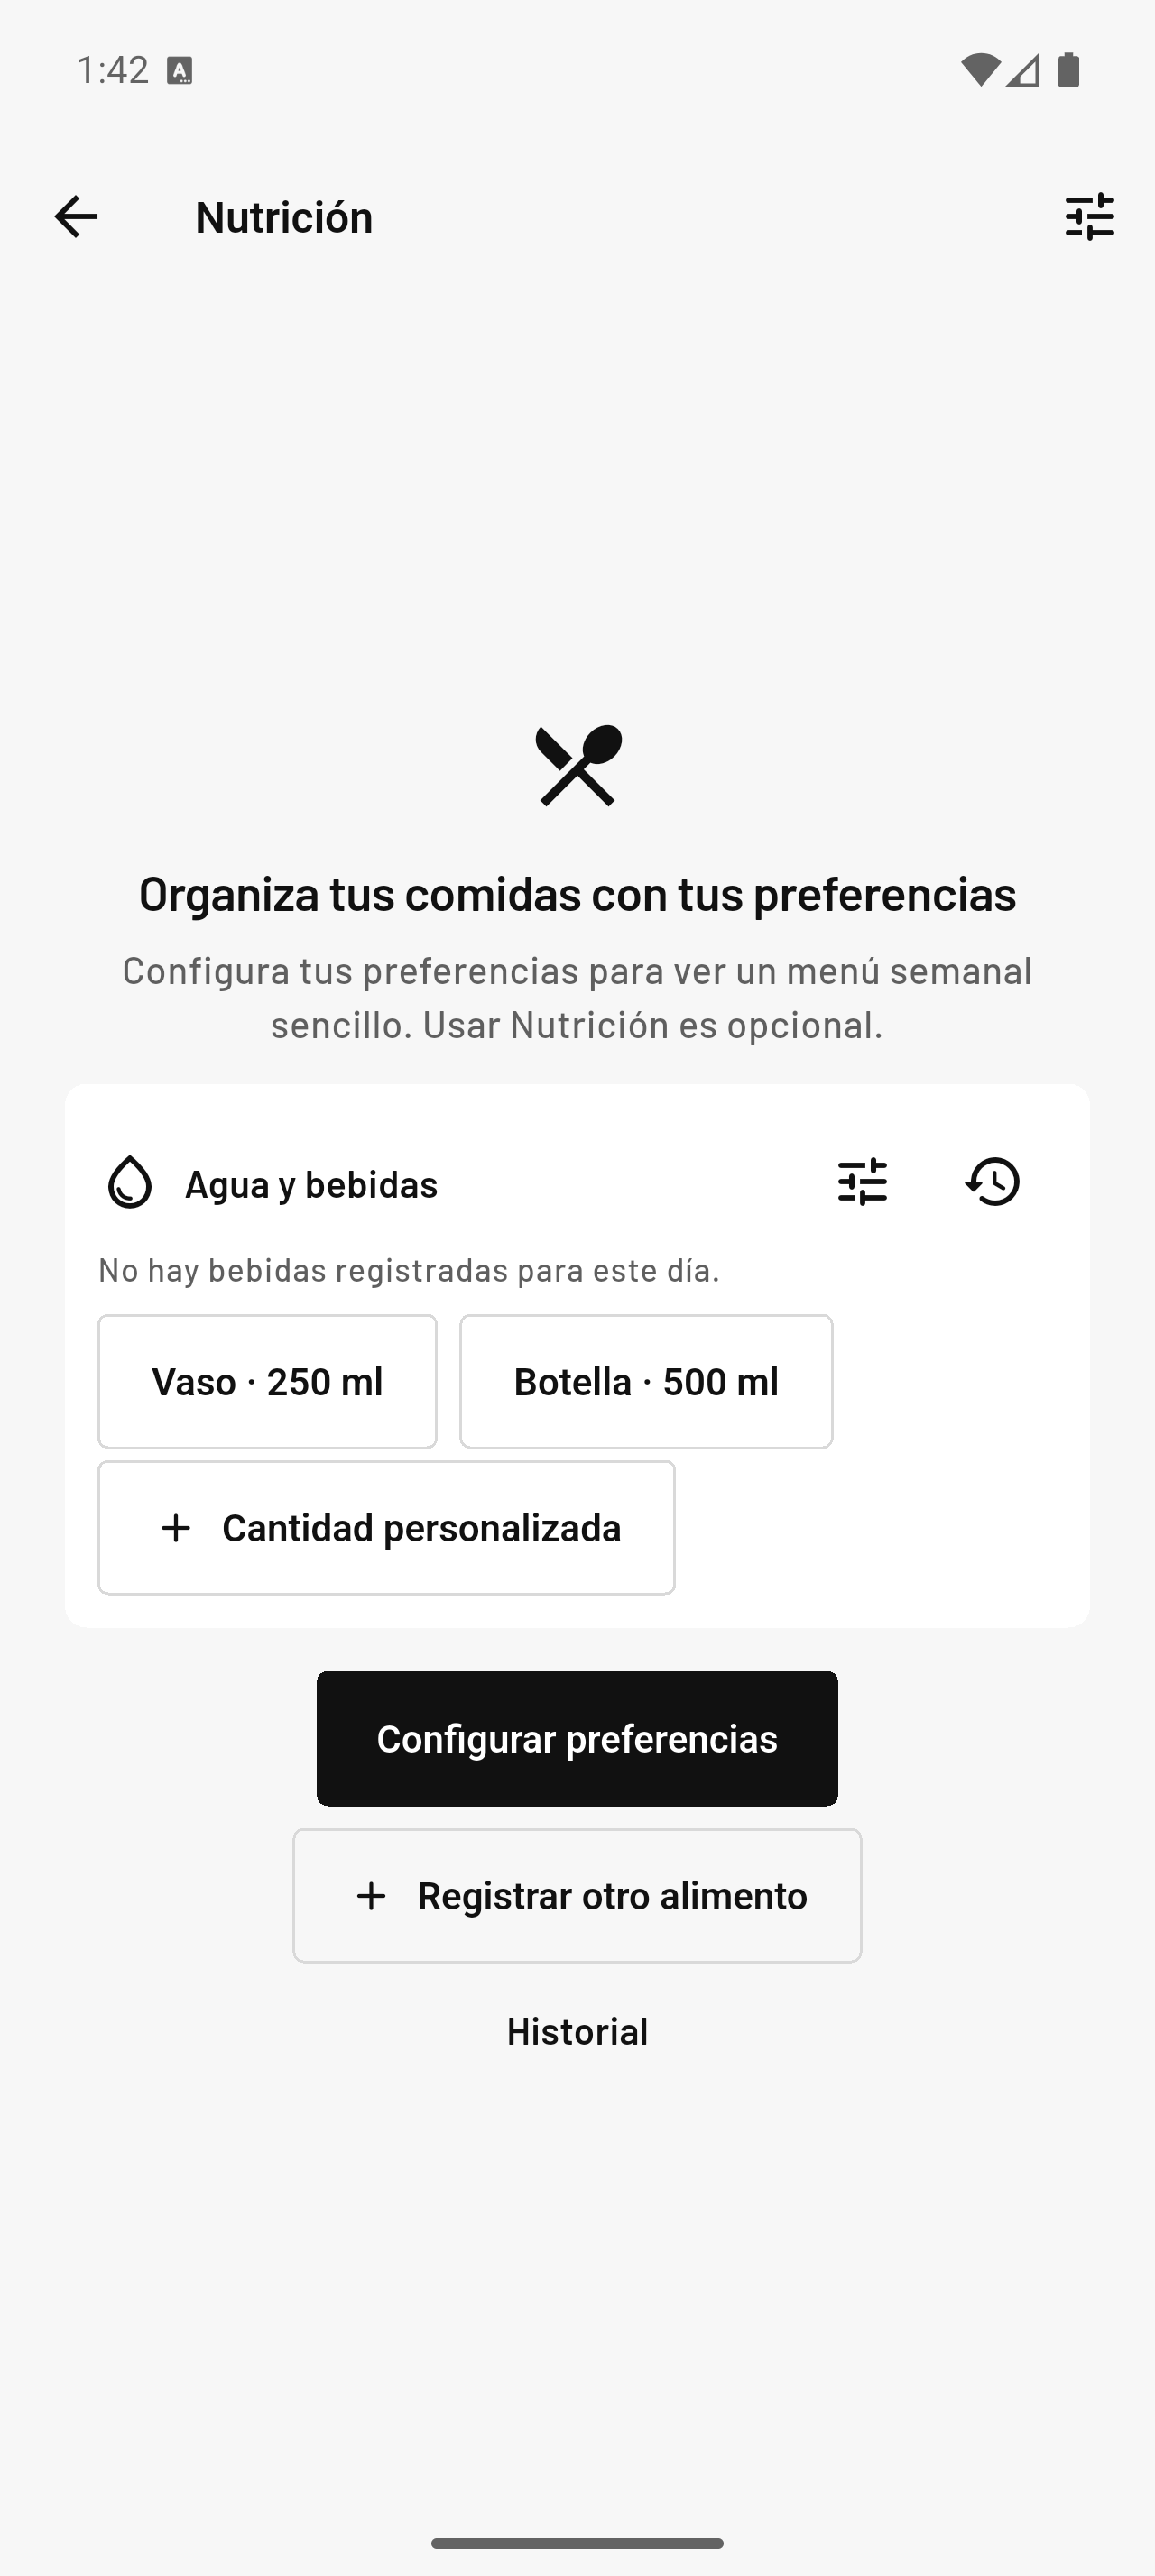 1:42
Nutrición
Organiza tus comidas con tus preferencias
Configura tus preferencias para ver un menú semanal
sencillo. Usar Nutrición es opcional.
Agua y bebidas
No hay bebidas registradas para este día.
Vaso · 250 ml
Botella · 500 ml
Cantidad personalizada
Configurar preferencias
Registrar otro alimento
Historial